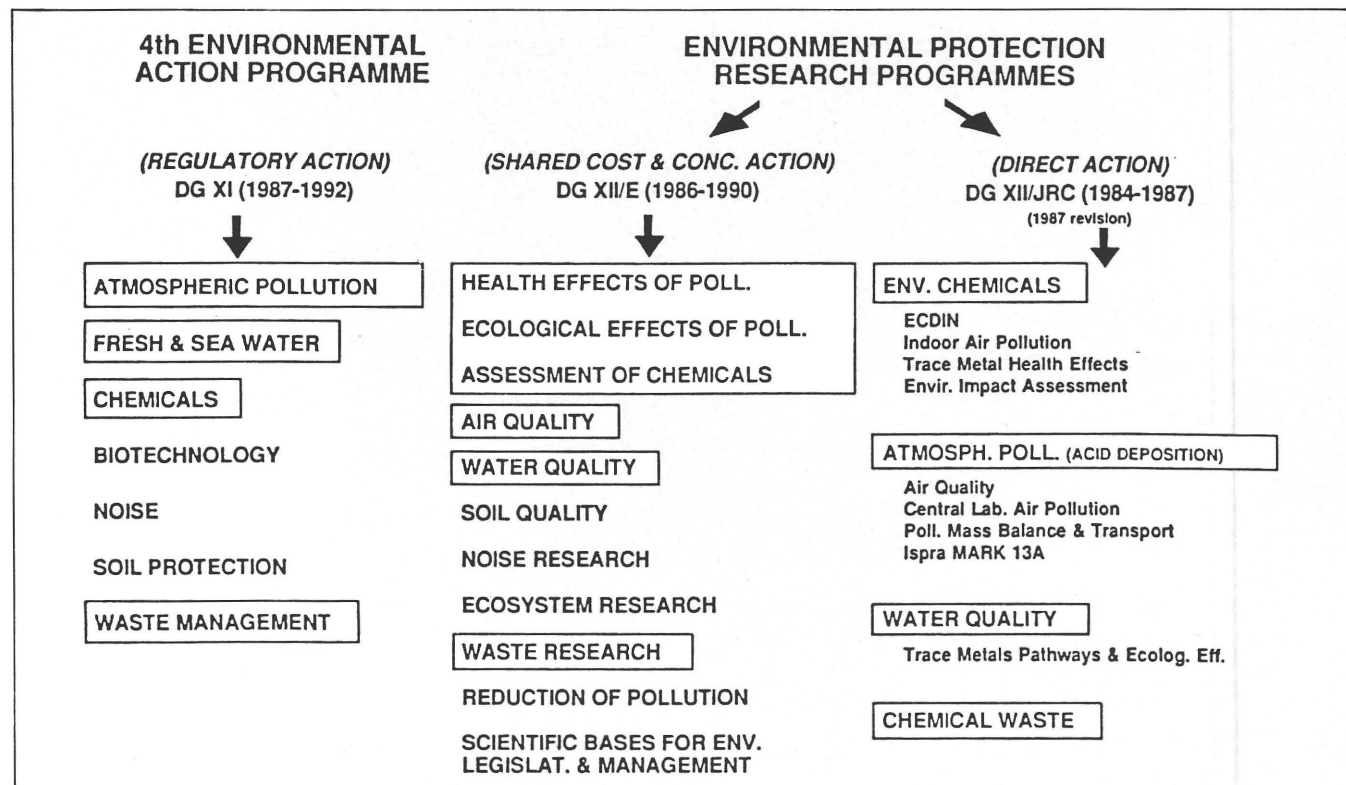 4th ENVIRONMENTAL
ACTION PROGRAMME
ENVIRONMENTAL PROTECTION
RESEARCH PROGRAMMES
(REGULATORY ACTION)
DG XI (1987-1992)
(SHARED COST & CONC. ACTION)
DG XII/E (1986-1990)
(DIRECT ACTION)
DG XII/JRC (1984-1987)
(1987 revision)
ATMOSPHERIC POLLUTION
FRESH & SEA WATER
CHEMICALS
BIOTECHNOLOGY
NOISE
SOIL PROTECTION
WASTE MANAGEMENT
HEALTH EFFECTS OF POLL.
ECOLOGICAL EFFECTS OF POLL.
ASSESSMENT OF CHEMICALS
AIR QUALITY
WATER QUALITY
SOIL QUALITY
NOISE RESEARCH
ECOSYSTEM RESEARCH
WASTE RESEARCH
REDUCTION OF POLLUTION
SCIENTIFIC BASES FOR ENV.
LEGISLAT. & MANAGEMENT
ENV. CHEMICALS
ECDIN
Indoor Air Pollution
Trace Metal Health Effects
Envir. Impact Assessment
ATMOSPH. POLL. (ACID DEPOSITION)
Air Quality
Central Lab. Air Pollution
Poll. Mass Balance & Transport
Ispra MARK 13A
WATER QUALITY
Trace Metals Pathways & Ecolog. Eff.
CHEMICAL WASTE